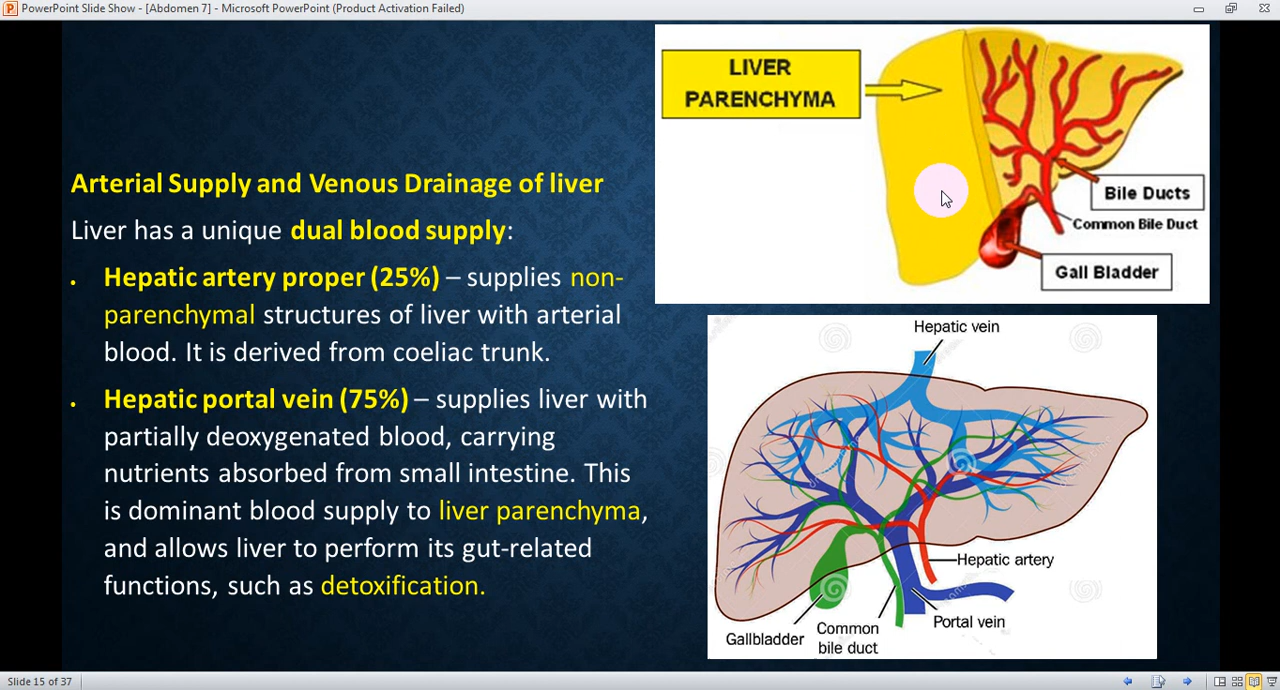 PowerPoint Slide Show - [Abdomen 7] - Microsoft PowerPoint (Product Activation Failed)
LIVER
PARENCHYMA
Bile Ducts
Common Bile Duct
Gall Bladder
Arterial Supply and Venous Drainage of liver
Liver has a unique dual blood supply:
• Hepatic artery proper (25%) – supplies non-
parenchymal structures of liver with arterial
blood. It is derived from coeliac trunk.
• Hepatic portal vein (75%) – supplies liver with
partially deoxygenated blood, carrying
nutrients absorbed from small intestine. This
is dominant blood supply to liver parenchyma,
and allows liver to perform its gut-related
functions, such as detoxification.
Hepatic vein
Hepatic artery
Portal vein
Gallbladder
Common
bile duct
Slide 15 of 37